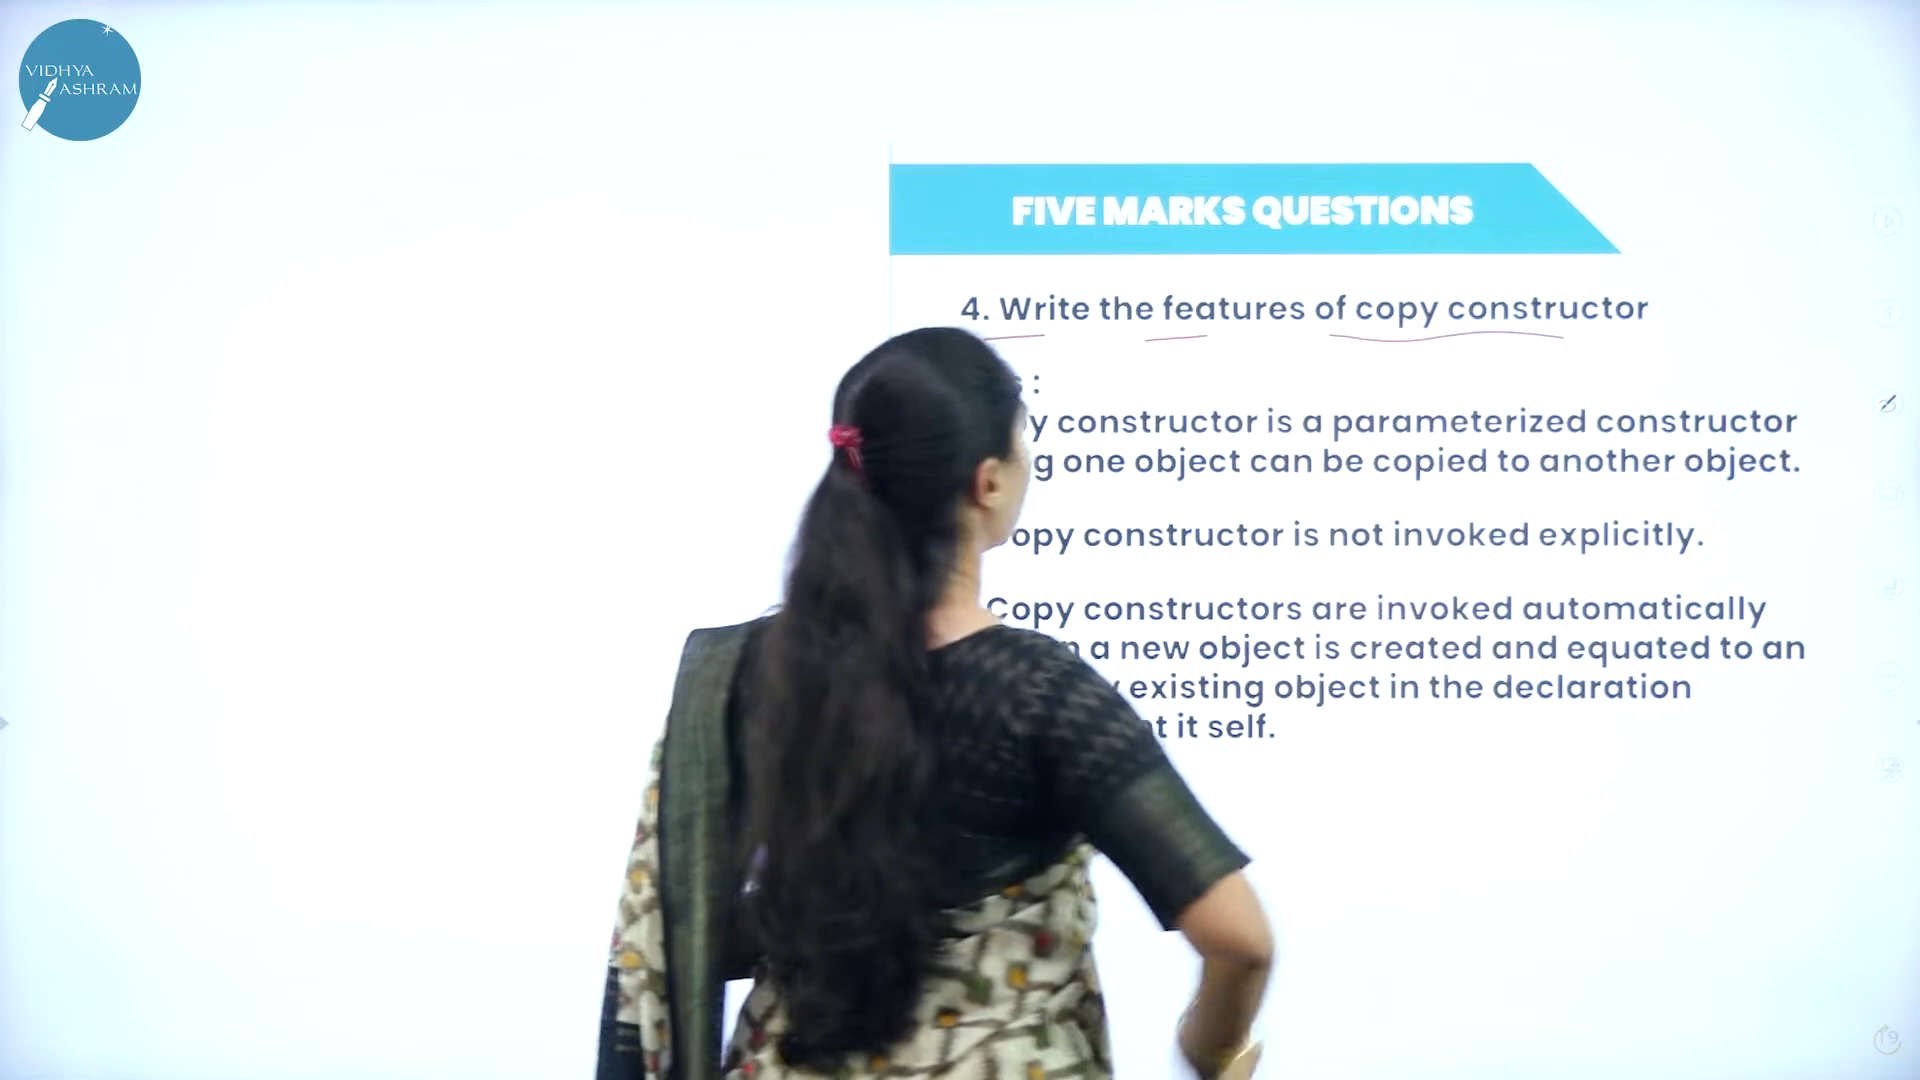 VIDHYA
ASHRAM
FIVE MARKS QUESTIONS
4. Write the features of copy constructor
:
constructor is a parameterized constructor
one object can be copied to another object.
constructor is not invoked explicitly.
Copy constructors are invoked automatically
a new object is created and equated to an
existing object in the declaration
it self.
19